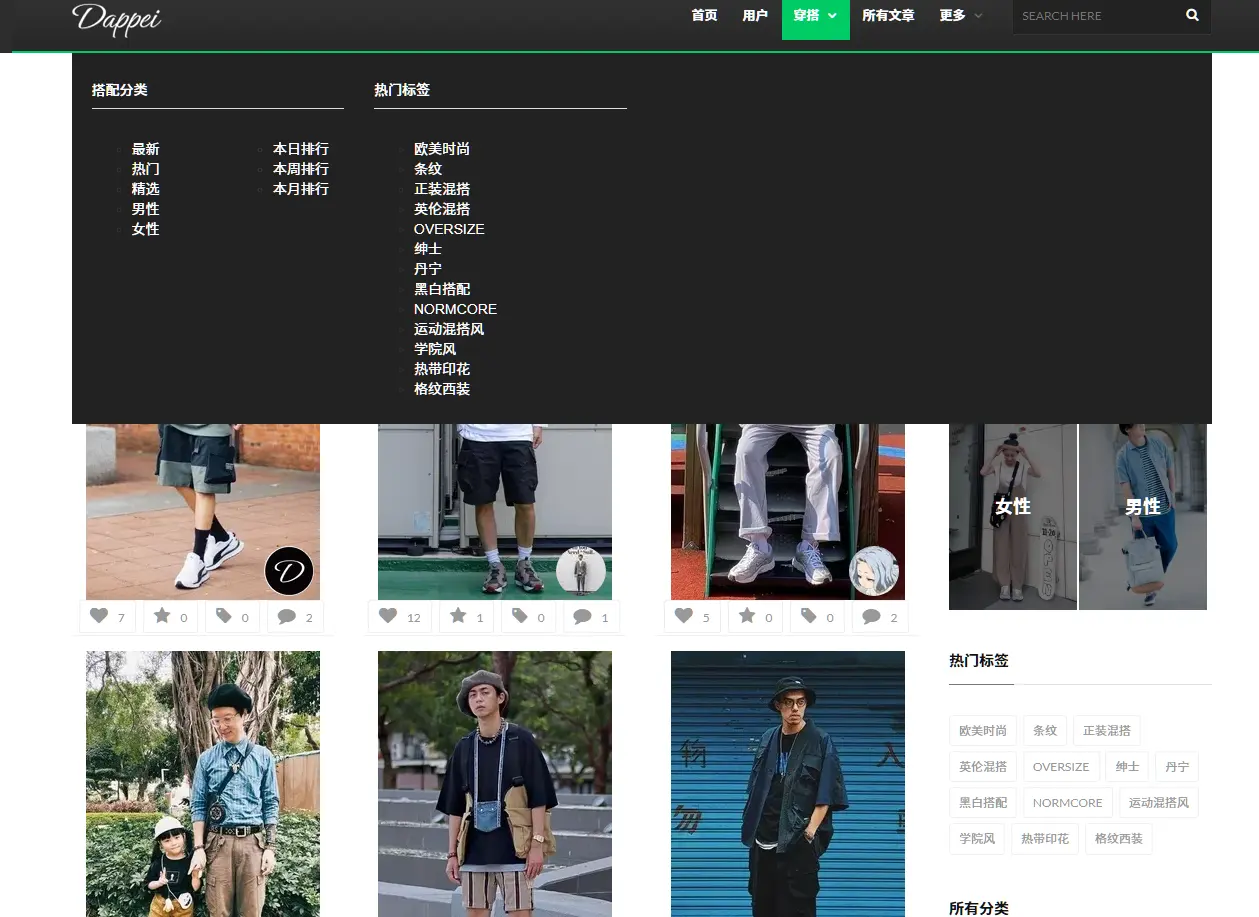 Dappei
首页 用户 穿搭 所有文章 更多 SEARCH HERE
搭配分类
最新
热门
精选
男性
女性
本日排行
本周排行
本月排行
热门标签
欧美时尚
条纹
正装混搭
英伦混搭
OVERSIZE
绅士
丹宁
黑白搭配
NORMCORE
运动混搭风
学院风
热带印花
格纹西装
D
7 0 0 2
12 1 0 1
5 0 0 2
女性 男性
热门标签
欧美时尚 条纹 正装混搭
英伦混搭 OVERSIZE 绅士 丹宁
黑白搭配 NORMCORE 运动混搭风
学院风 热带印花 格纹西装
所有分类